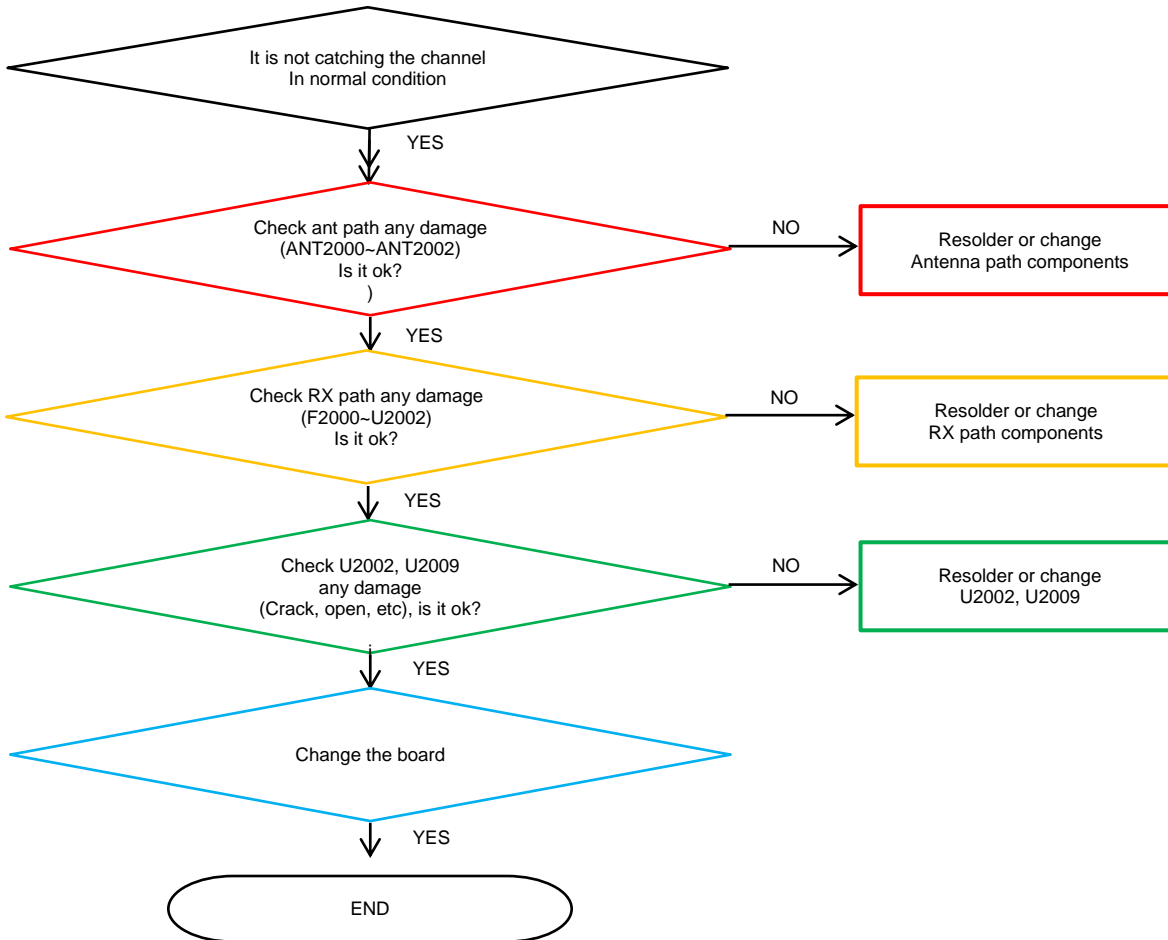 It is not catching the channel
In normal condition
YES
Check ant path any damage
(ANT2000~ANT2002)
Is it ok?
)
NO
Resolder or change
Antenna path components
YES
Check RX path any damage
(F2000~U2002)
Is it ok?
NO
Resolder or change
RX path components
YES
Check U2002, U2009
any damage
(Crack, open, etc), is it ok?
;
NO
Resolder or change
U2002, U2009
YES
Change the board
YES
END